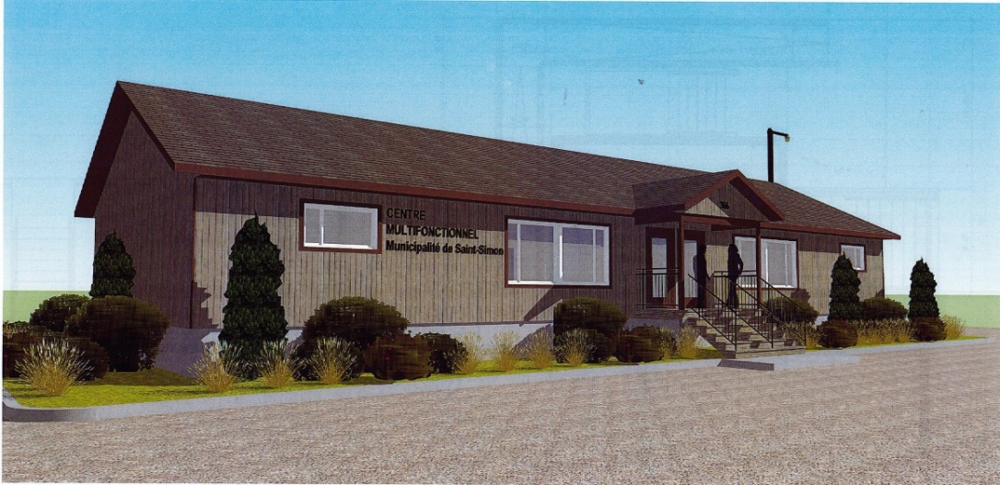 CENTRE
MULTIFONCTIONNEL
Municipalité de Saint-Simon